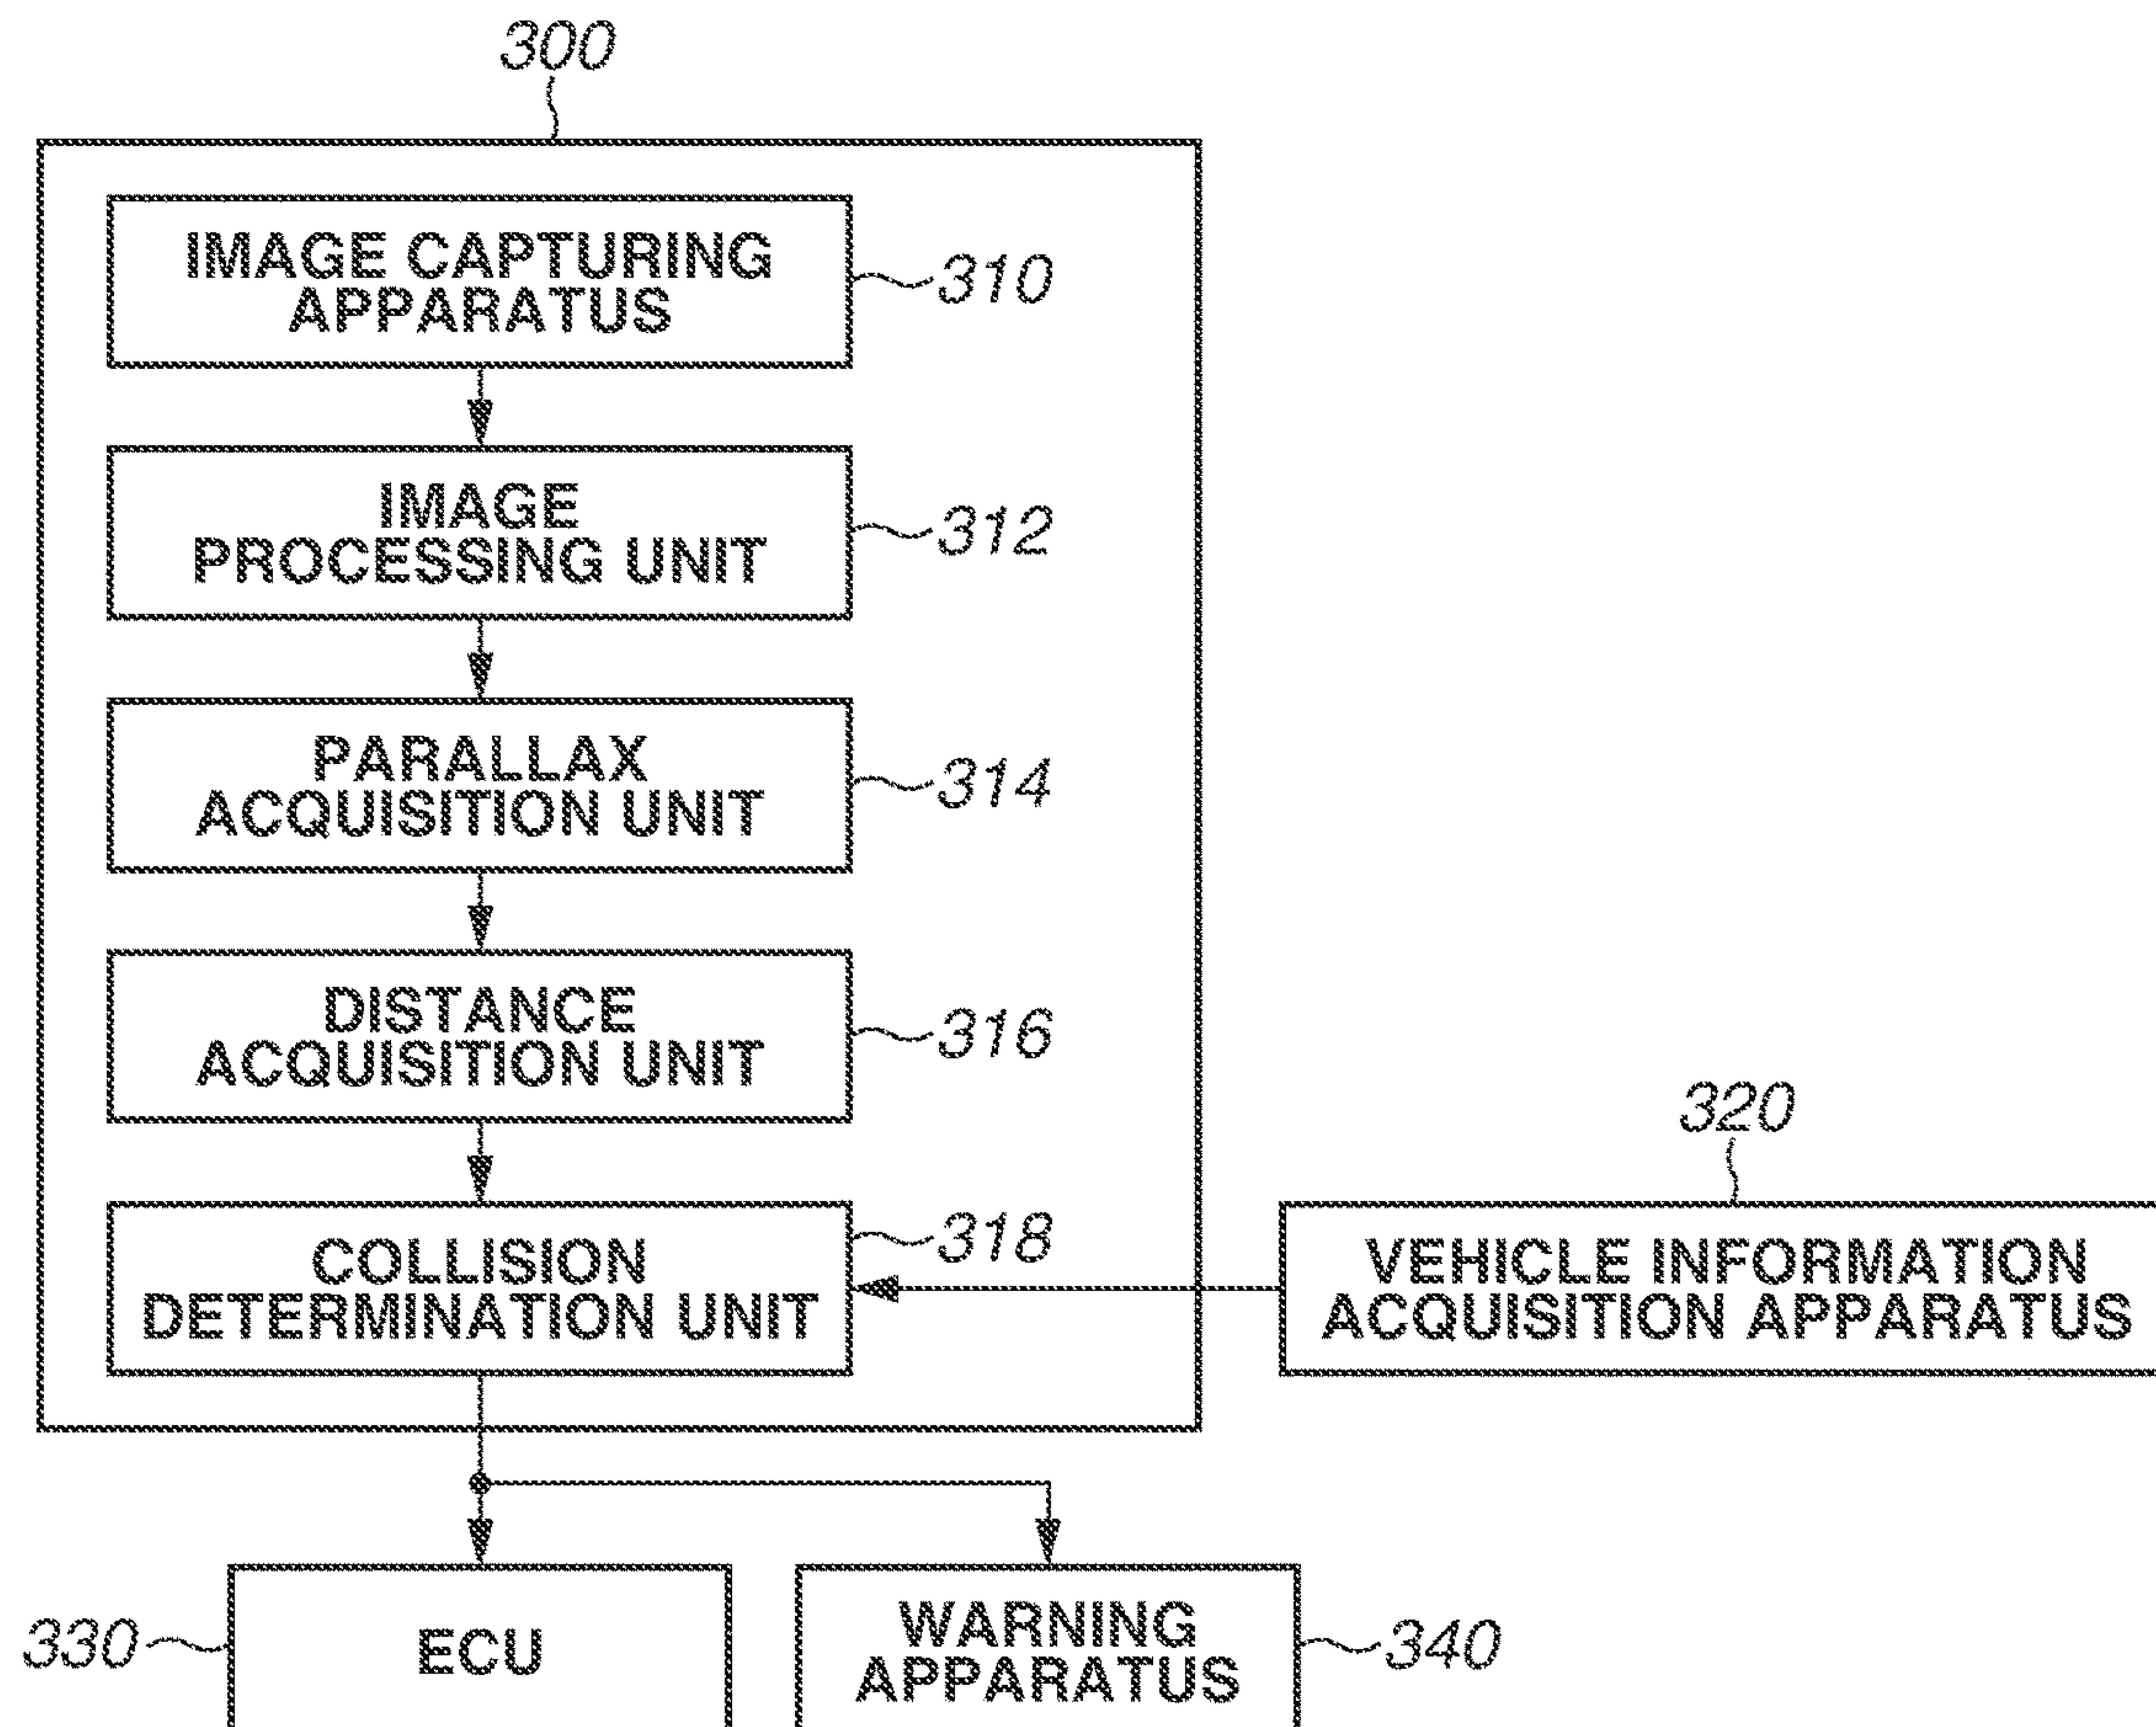 300
IMAGE CAPTURING
APPARATUS
310
IMAGE
PROCESSING UNIT
312
PARALLAX
ACQUISITION UNIT
314
DISTANCE
ACQUISITION UNIT
316
COLLISION
DETERMINATION UNIT
318
320
VEHICLE INFORMATION
ACQUISITION APPARATUS
330
ECU
WARNING
APPARATUS
340